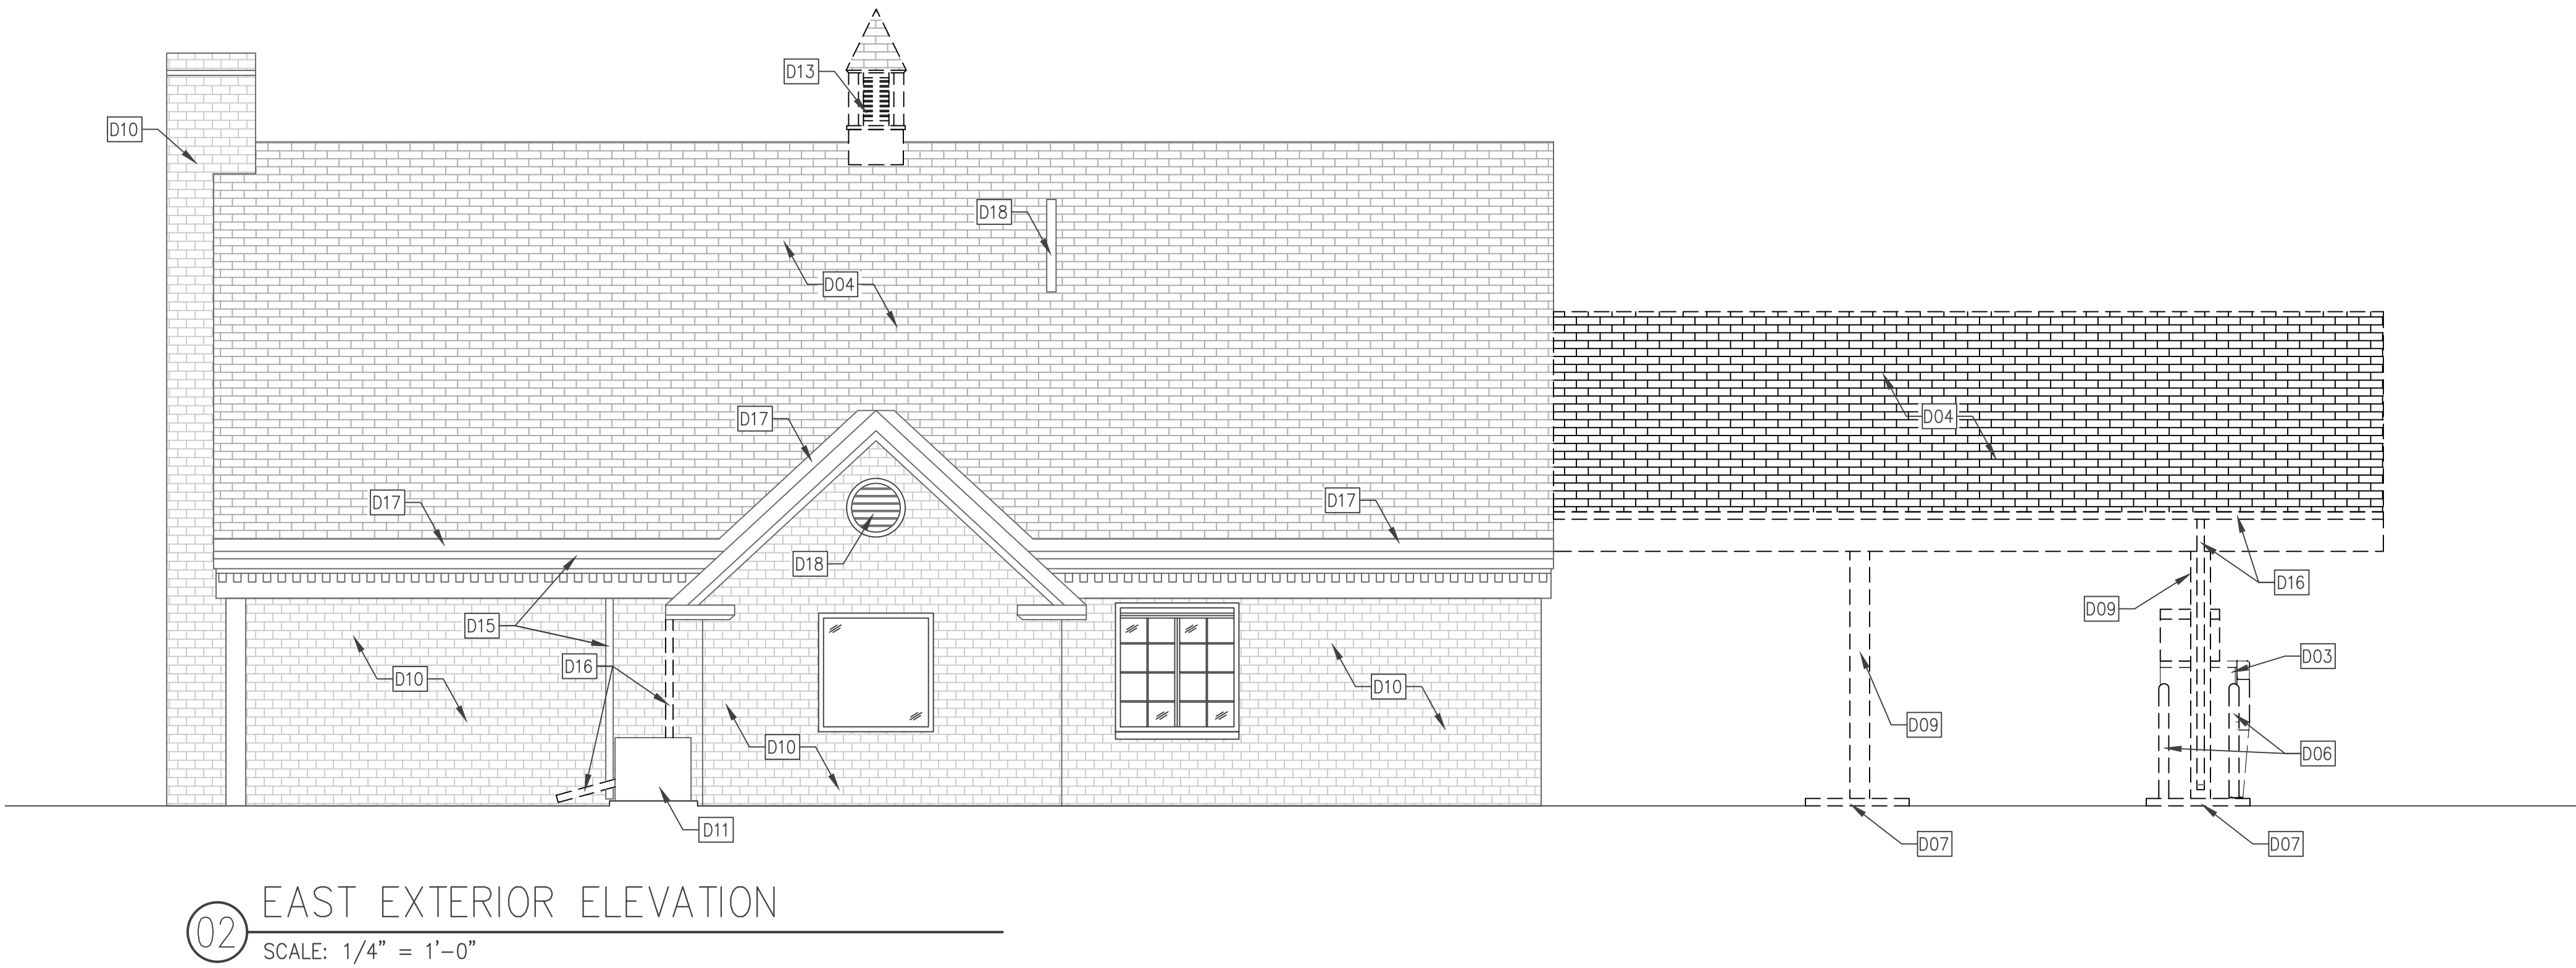 D13
D10
D18
D04
D04
D17
D17
D17
D18
D16
D09
D15
D03
D16
D10
D10
D09
D10
D06
D11
D07
D07
EAST EXTERIOR ELEVATION
02
SCALE: 1/4" = 1'-0"